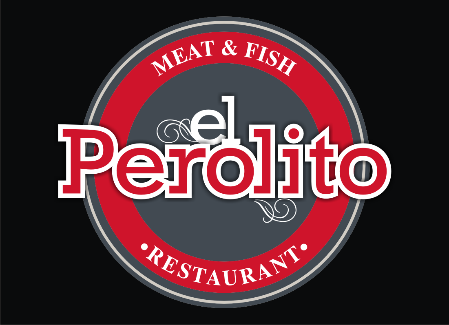 MEAT & FISH
el
Perolito
•RESTAURANT•